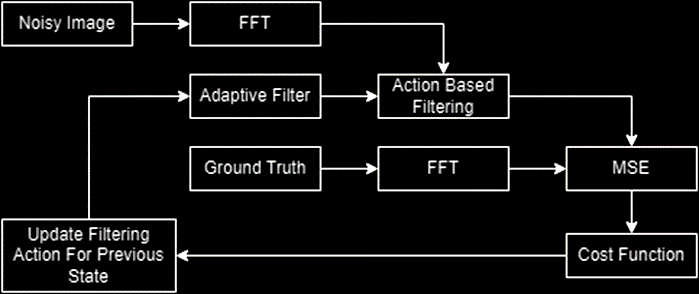 Noisy Image
FFT
Adaptive Filter
Action Based
Filtering
Ground Truth
FFT
MSE
Update Filtering
Action For Previous
State
Cost Function